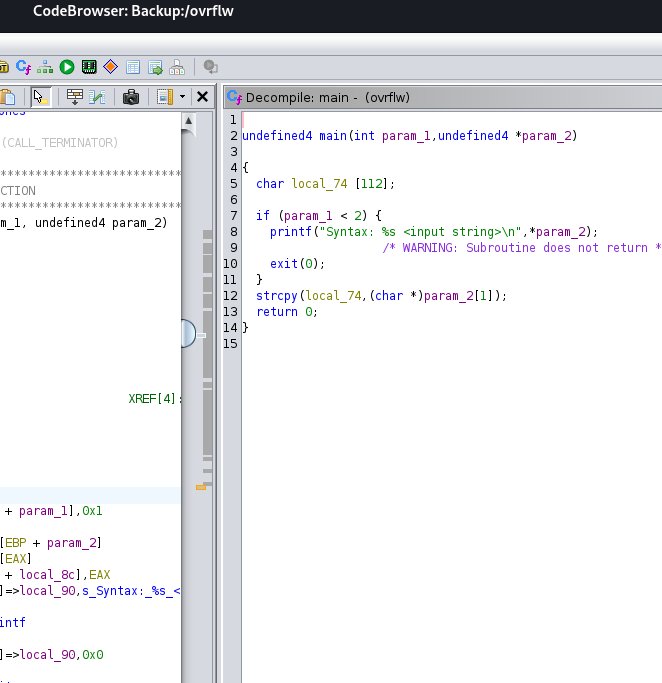 CodeBrowser: Backup:/ovrflw
Decompile: main - (ovrflw)
(CALL_TERMINATOR)
*****************************
CTION
*****************************
m_1, undefined4 param_2)
XREF[4]:
+ param_1],0x1
[EBP + param_2]
[EAX]
+ local_8c],EAX
]=>local_90,s_Syntax:_%s_<
intf
]=>local_90,0x0
1
2 undefined4 main(int param_1,undefined4 *param_2)
3
4 {
5 char local_74 [112];
6
7 if (param_1 < 2) {
8 printf("Syntax: %s <input string>\n",*param_2);
9 /* WARNING: Subroutine does not return *
10 exit(0);
11 }
12 strcpy(local_74,(char *)param_2[1]);
13 return 0;
14 }
15